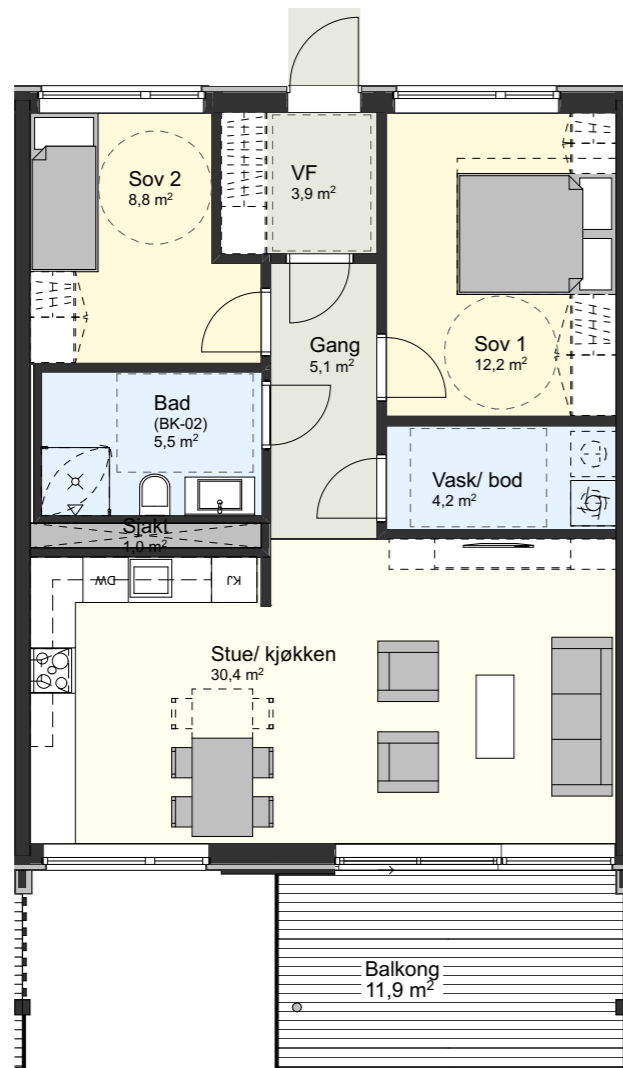 VF
3,9 m²
Sov 2
8,8 m²
Gang
5,1 m²
Sov 1
12,2 m²
Bad
(BK-02)
5,5 m²
Vask/ bod
4,2 m²
Sjakt
1,0 m²
DW
KJ
Stue/ kjøkken
30,4 m²
Balkong
11,9 m²